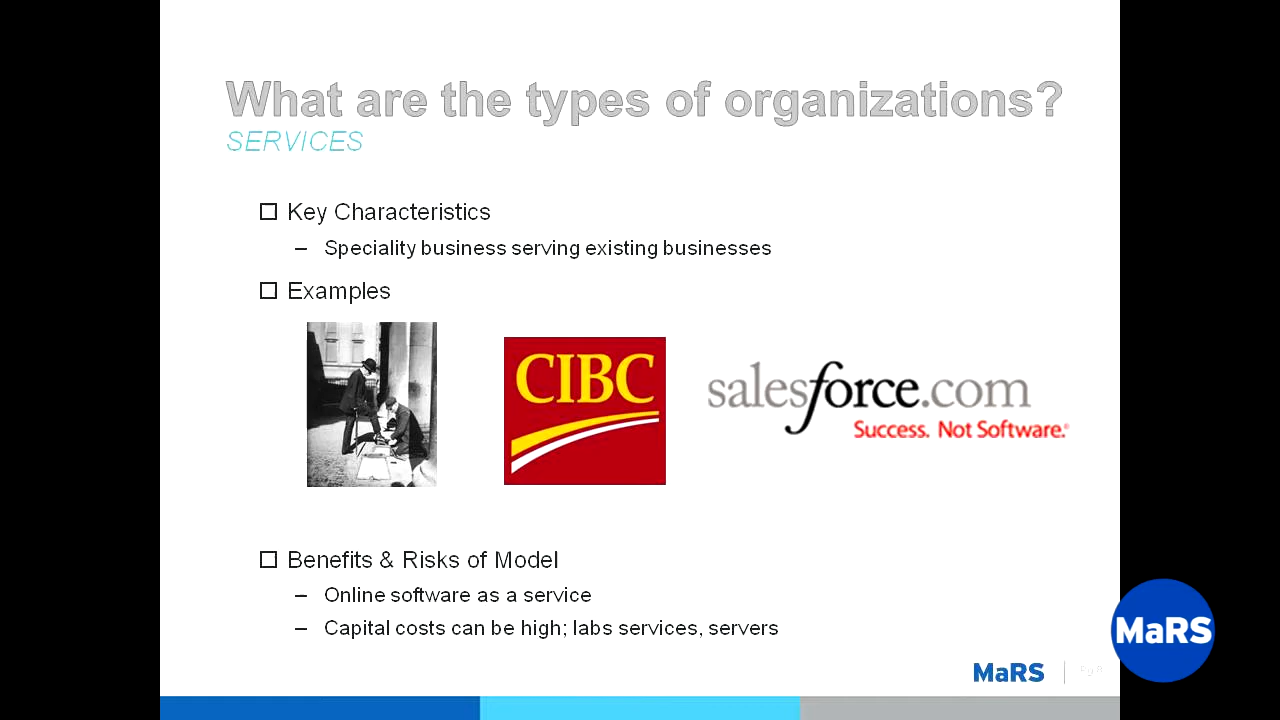 What are the types of organizations?
SERVICES
Key Characteristics
– Speciality business serving existing businesses
Examples
CIBC
salesforce.com
Success. Not Software.®
Benefits & Risks of Model
– Online software as a service
– Capital costs can be high; labs services, servers
MaRS
MaRS